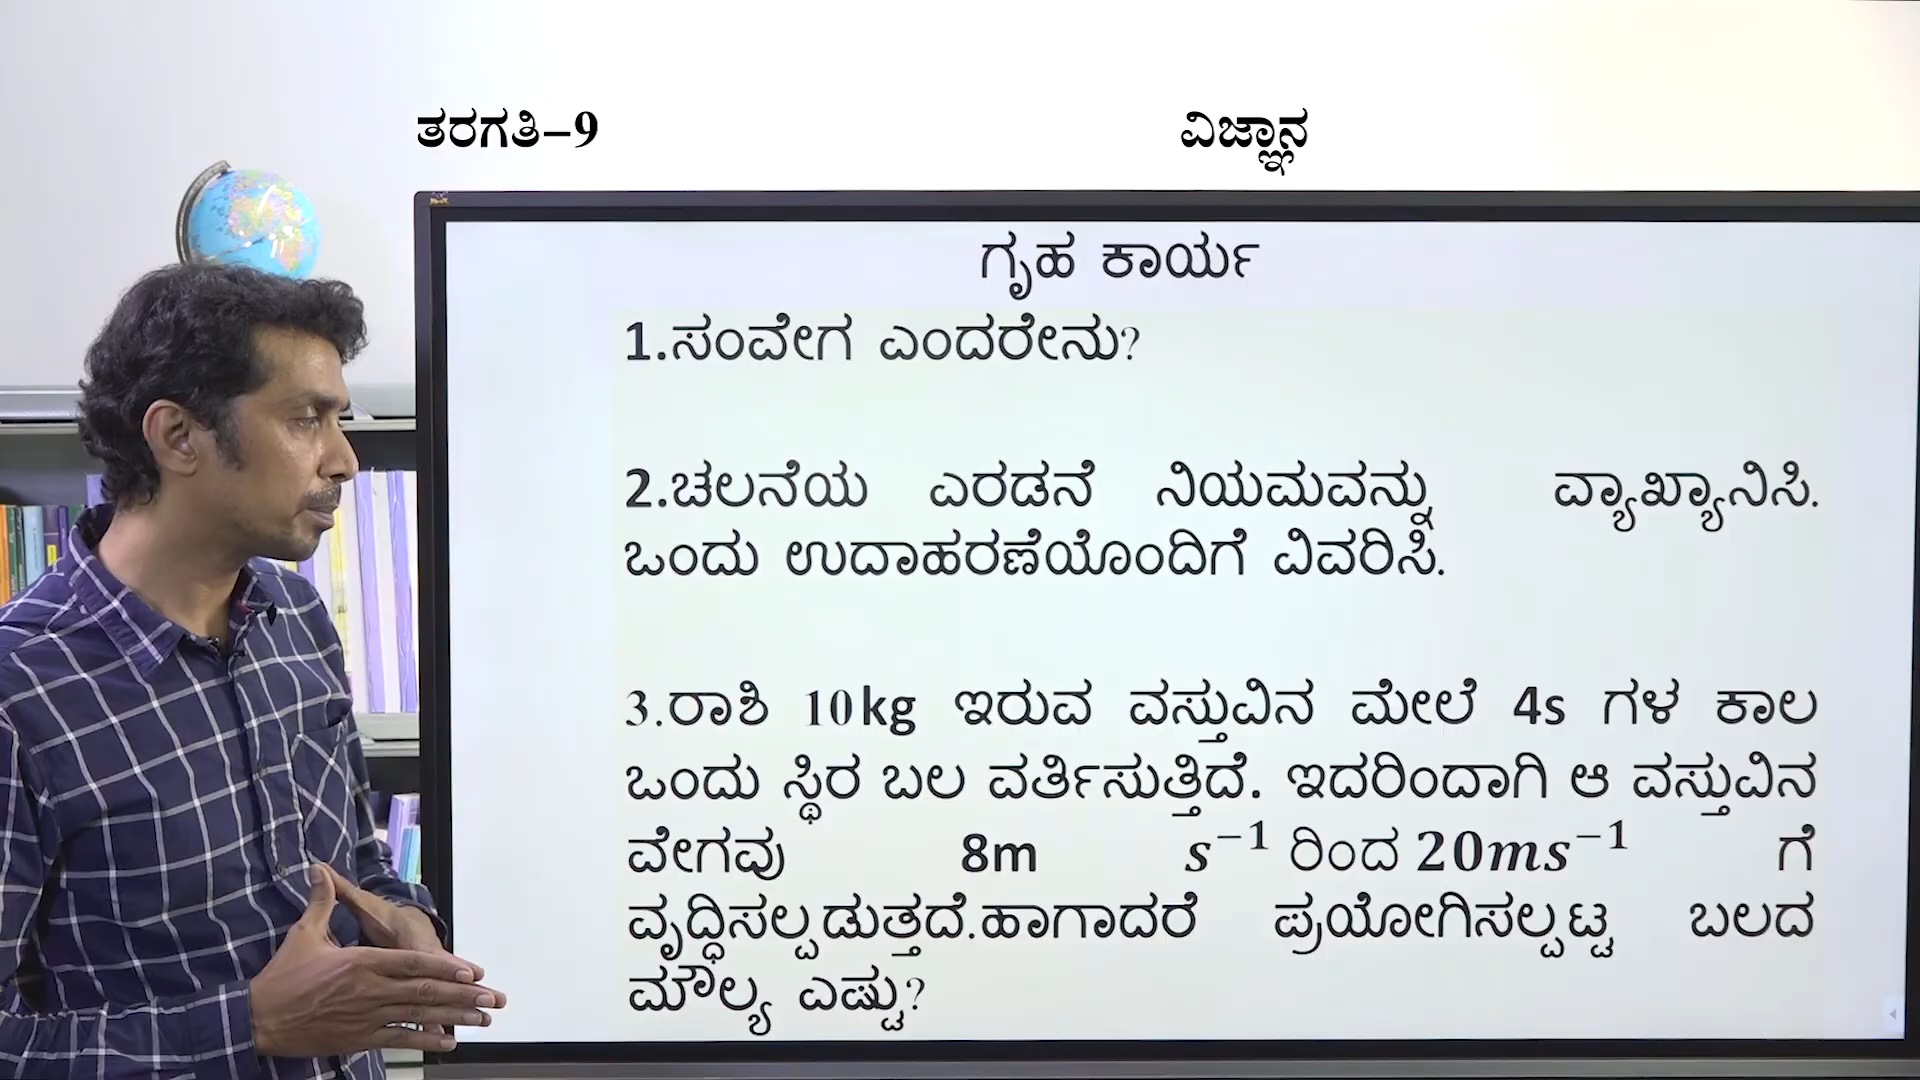 ತರಗತಿ–9 ವಿಜ್ಞಾನ
ಗೃಹ ಕಾರ್ಯ
1.ಸಂವೇಗ ಎಂದರೇನು?
2.ಚಲನೆಯ ಎರಡನೆ ನಿಯಮವನ್ನು ವ್ಯಾಖ್ಯಾನಿಸಿ.
ಒಂದು ಉದಾಹರಣೆಯೊಂದಿಗೆ ವಿವರಿಸಿ.
3.ರಾಶಿ 10kg ಇರುವ ವಸ್ತುವಿನ ಮೇಲೆ 4s ಗಳ ಕಾಲ
ಒಂದು ಸ್ಥಿರ ಬಲ ವರ್ತಿಸುತ್ತಿದೆ. ಇದರಿಂದಾಗಿ ಆ ವಸ್ತುವಿನ
ವೇಗವು 8m s⁻¹ ರಿಂದ 20ms⁻¹ ಗೆ
ವೃದ್ಧಿಸಲ್ಪಡುತ್ತದೆ.ಹಾಗಾದರೆ ಪ್ರಯೋಗಿಸಲ್ಪಟ್ಟ ಬಲದ
ಮೌಲ್ಯ ಎಷ್ಟು?